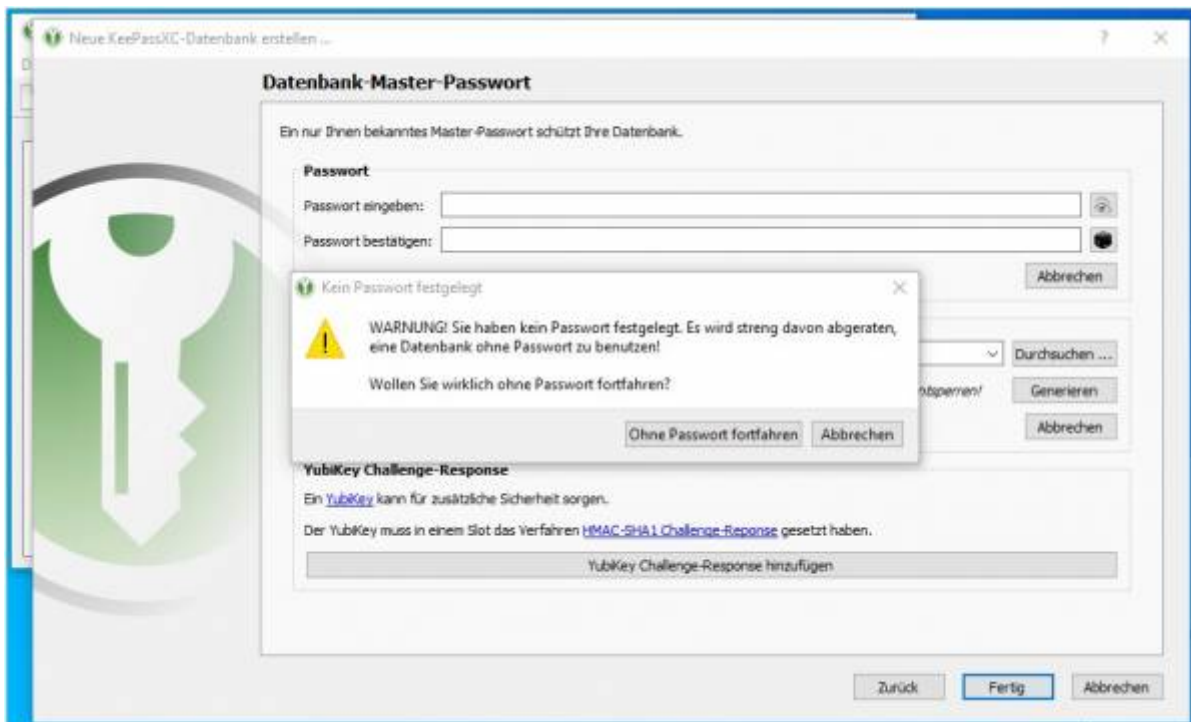 Neue KeePassXC-Datenbank erstellen ...
Datenbank-Master-Passwort
Ein nur Ihnen bekanntes Master-Passwort schützt Ihre Datenbank.
Passwort
Passwort eingeben:
Passwort bestätigen:
Abbrechen
Kein Passwort festgelegt
WARNUNG! Sie haben kein Passwort festgelegt. Es wird streng davon abgeraten,
eine Datenbank ohne Passwort zu benutzen!
Wollen Sie wirklich ohne Passwort fortfahren?
Ohne Passwort fortfahren Abbrechen
Durchsuchen ...
Generieren
Abbrechen
YubiKey Challenge-Response
Ein YubiKey kann für zusätzliche Sicherheit sorgen.
Der YubiKey muss in einem Slot das Verfahren HMAC-SHA1 Challenge-Reponse gesetzt haben.
YubiKey Challenge-Response hinzufügen
Zurück Fertig Abbrechen